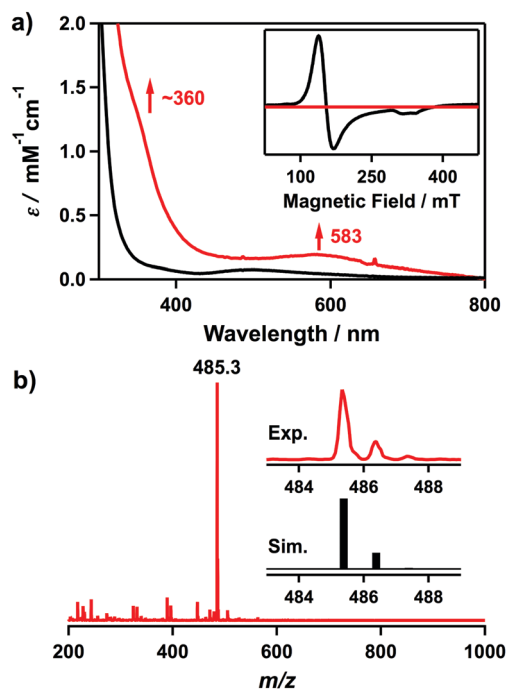 a)
2.0
1.5
1.0
0.5
0.0
ε / mM⁻¹ cm⁻¹
~360
583
100 250 400
Magnetic Field / mT
400 600 800
Wavelength / nm
b)
485.3
Exp.
484 486 488
Sim.
484 486 488
200 400 600 800 1000
m/z